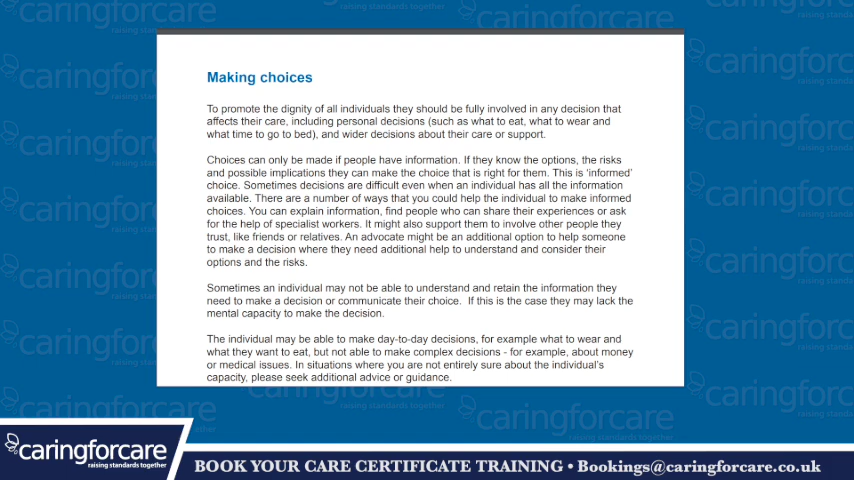 Making choices
To promote the dignity of all individuals they should be fully involved in any decision that
affects their care, including personal decisions (such as what to eat, what to wear and
what time to go to bed), and wider decisions about their care or support.
Choices can only be made if people have information. If they know the options, the risks
and possible implications they can make the choice that is right for them. This is ‘informed’
choice. Sometimes decisions are difficult even when an individual has all the information
available. There are a number of ways that you could help the individual to make informed
choices. You can explain information, find people who can share their experiences or ask
for the help of specialist workers. It might also support them to involve other people they
trust, like friends or relatives. An advocate might be an additional option to help someone
to make a decision where they need additional help to understand and consider their
options and the risks.
Sometimes an individual may not be able to understand and retain the information they
need to make a decision or communicate their choice. If this is the case they may lack the
mental capacity to make the decision.
The individual may be able to make day-to-day decisions, for example what to wear and
what they want to eat, but not able to make complex decisions - for example, about money
or medical issues. In situations where you are not entirely sure about the individual’s
capacity, please seek additional advice or guidance.
caringforcare
raising standards together
BOOK YOUR CARE CERTIFICATE TRAINING • Bookings@caringforcare.co.uk